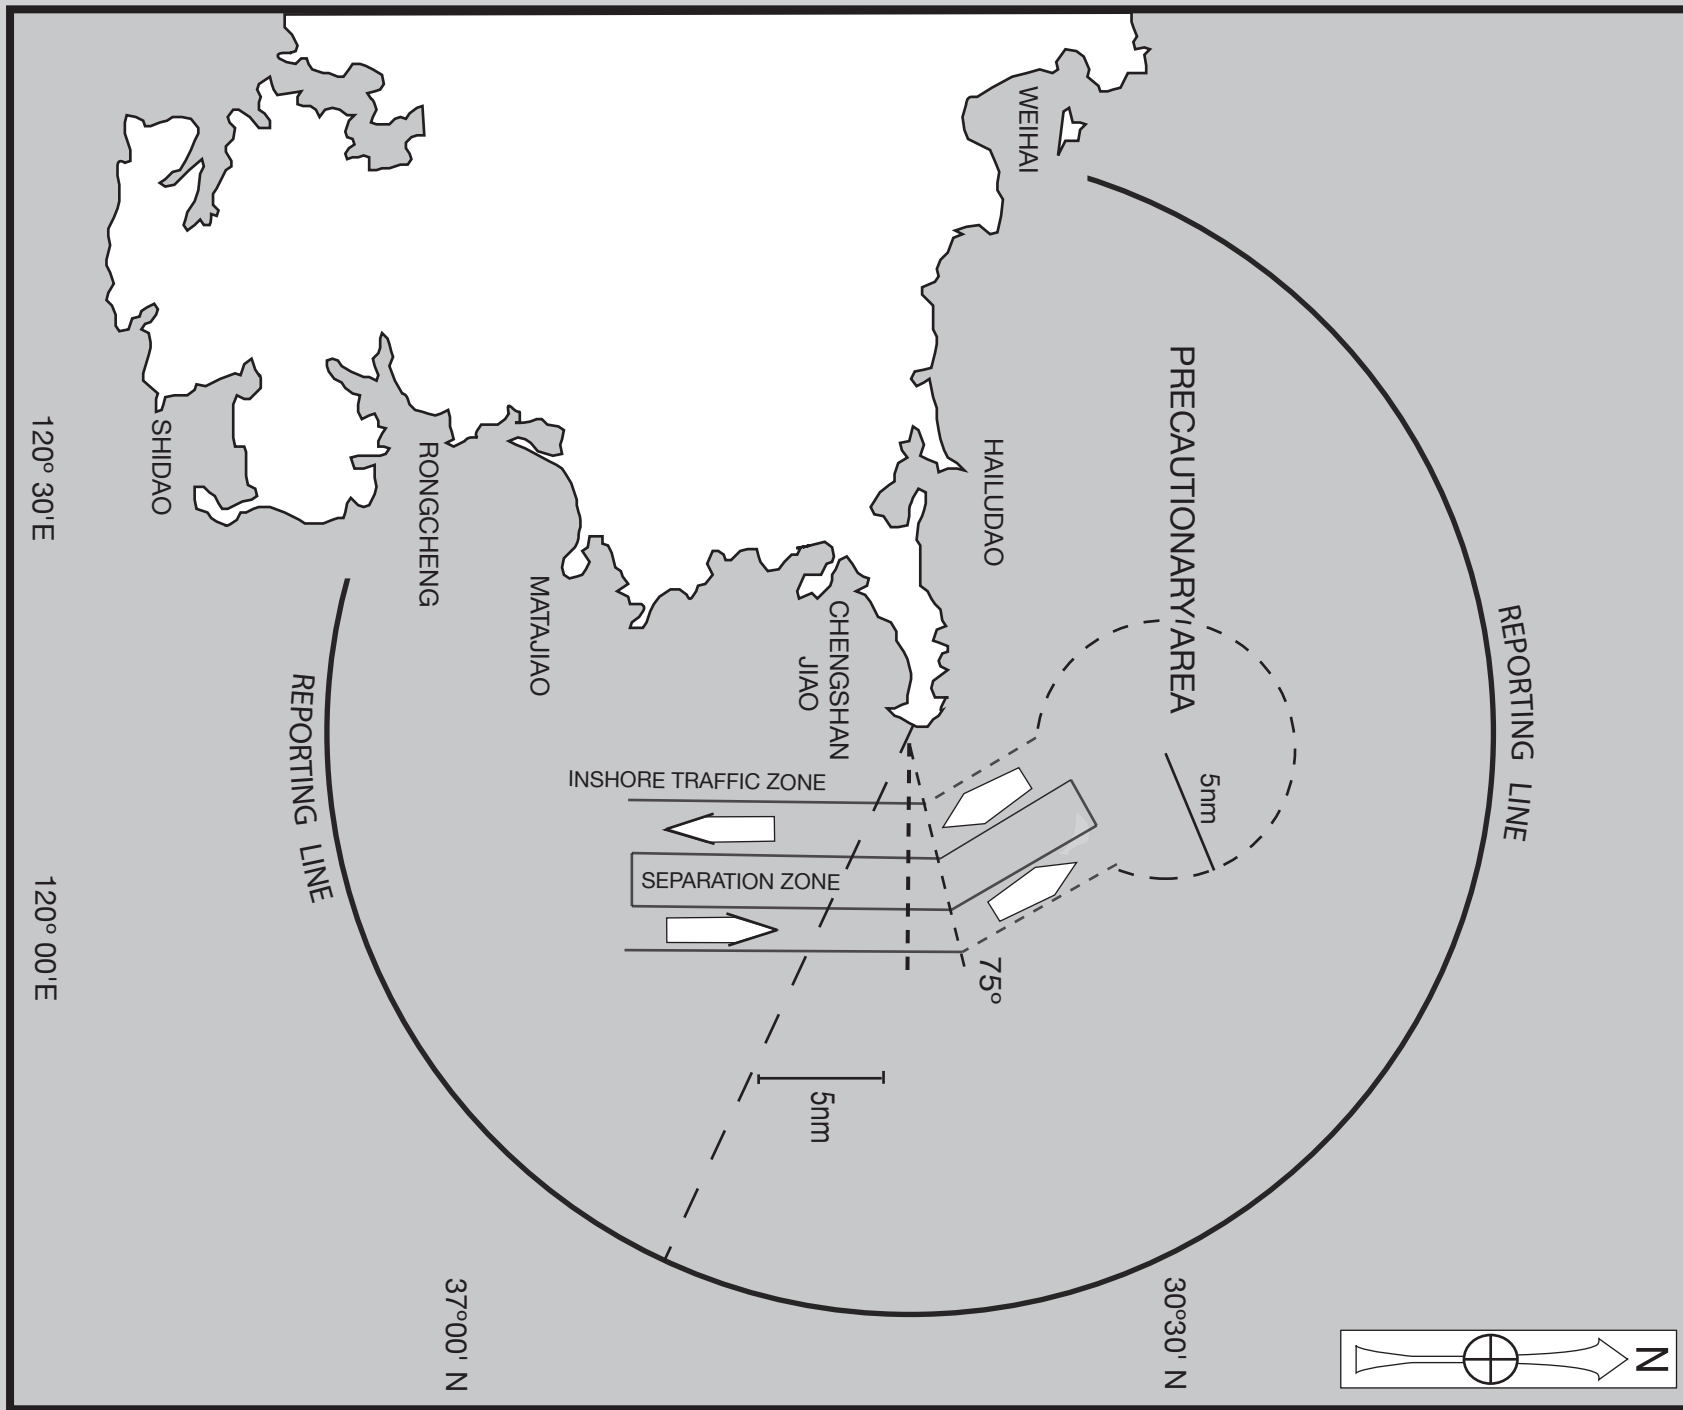 WEIHAI
PRECAUTIONARY AREA
HAILUDAO
RONGCHENG
SHIDAO
MATAJIAO
CHENGSHAN
JIAO
REPORTING LINE
REPORTING LINE
5nm
INSHORE TRAFFIC ZONE
SEPARATION ZONE
75°
5nm
120° 30'E
120° 00'E
37°00' N
30°30' N
N